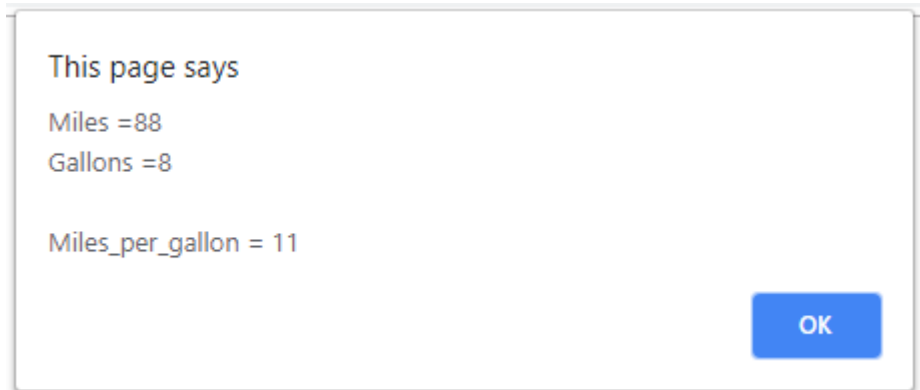 This page says
Miles =88
Gallons =8
Miles_per_gallon = 11
OK